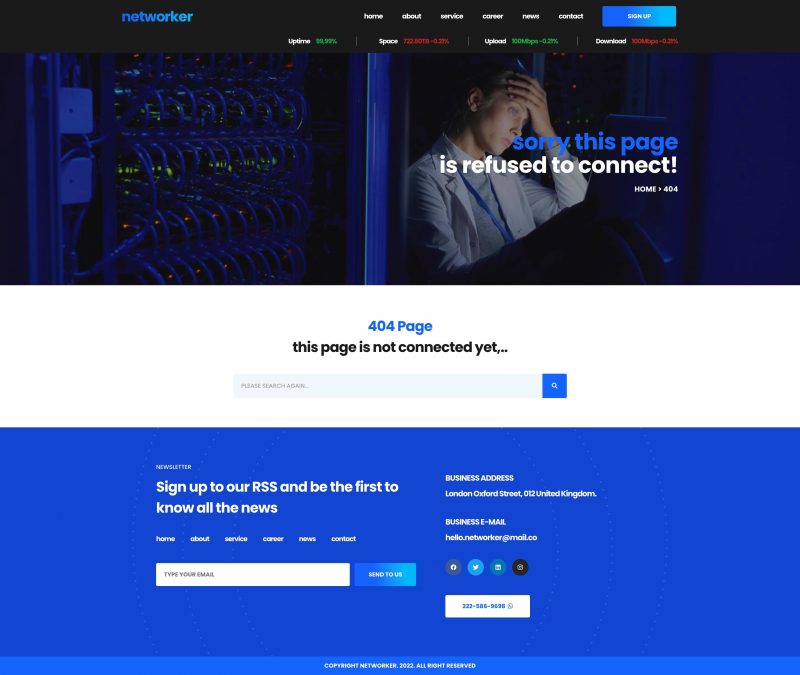 networker
home about service career news contact SIGN UP
Uptime 99,99% Space 722.50TB -0.21% Upload 100Mbps -0.21% Download 100Mbps -0.21%
sorry this page
is refused to connect!
HOME > 404
404 Page
this page is not connected yet,..
PLEASE SEARCH AGAIN...
NEWSLETTER
Sign up to our RSS and be the first to
know all the news
home about service career news contact
TYPE YOUR EMAIL SEND TO US
BUSINESS ADDRESS
London Oxford Street, 012 United Kingdom.
BUSINESS E-MAIL
hello.networker@mail.co
222-586-9698
COPYRIGHT NETWORKER. 2022. ALL RIGHT RESERVED